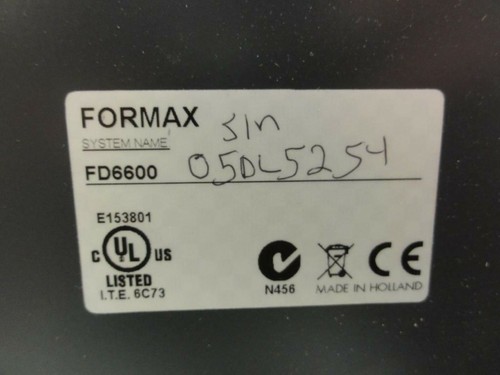 FORMAX
SYSTEM NAME
S/n
FD6600
05DL5254
E153801
C UL US
LISTED
I.T.E. 6C73
N456
CE
MADE IN HOLLAND